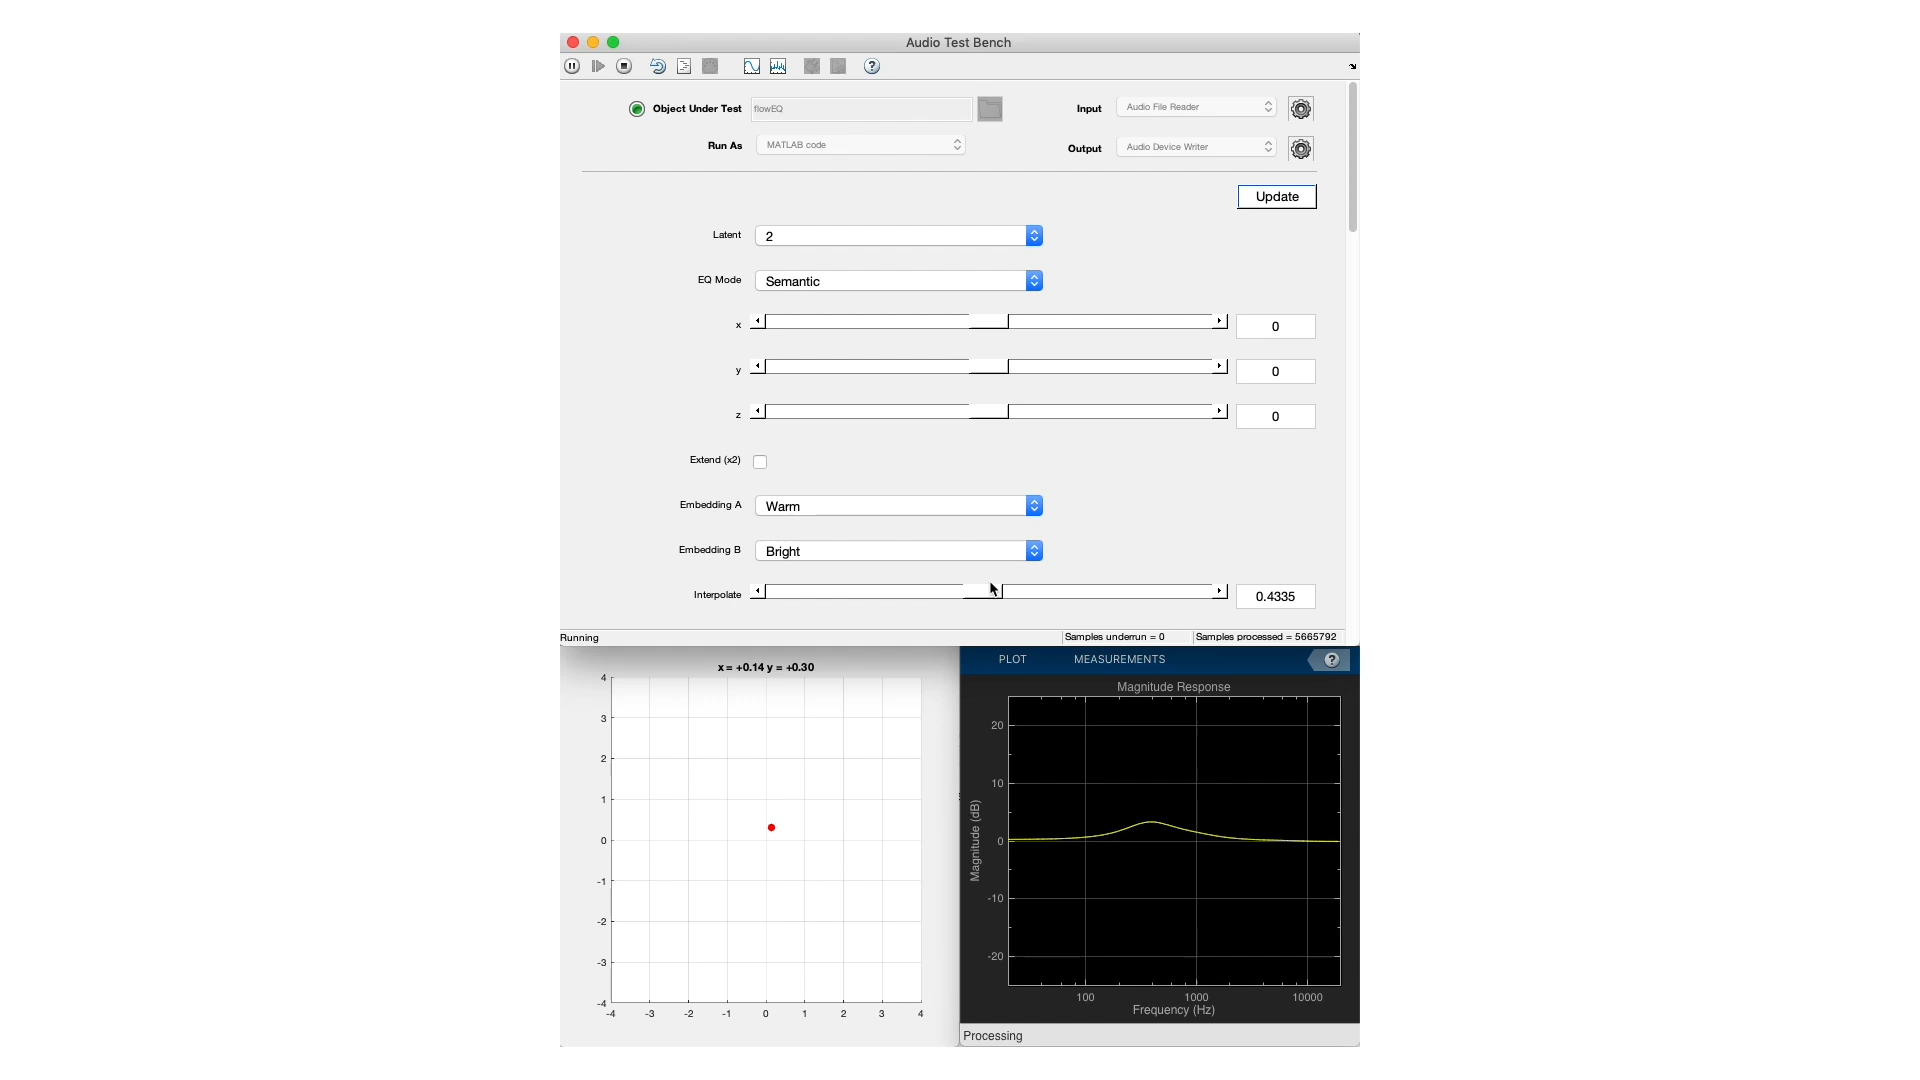 Audio Test Bench
Object Under Test flowEQ Input Audio File Reader
Run As MATLAB code Output Audio Device Writer
Update
Latent 2
EQ Mode Semantic
x 0
y 0
z 0
Extend (x2)
Embedding A Warm
Embedding B Bright
Interpolate 0.4335
Running Samples underrun = 0 Samples processed = 5665792
x = +0.14 y = +0.30
4
3
2
1
0
-1
-2
-3
-4
-4 -3 -2 -1 0 1 2 3 4
PLOT MEASUREMENTS ?
Magnitude Response
20
10
0
-10
-20
Magnitude (dB)
100 1000 10000
Frequency (Hz)
Processing